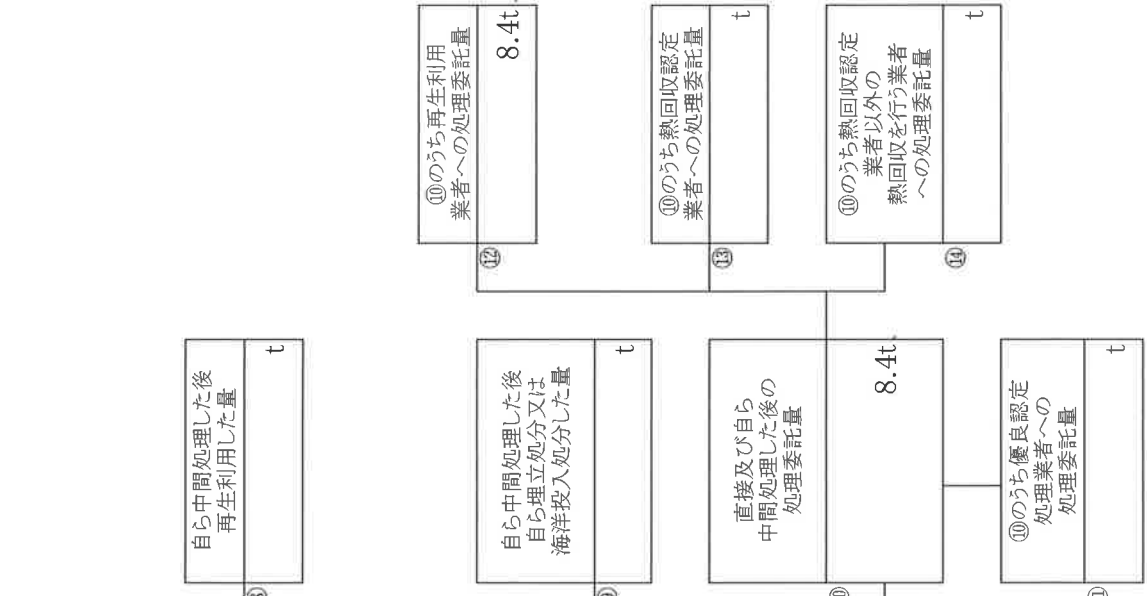 自ら中間処理した後
再生利用した量
t
自ら中間処理した後
自ら埋立処分又は
海洋投入処分した量
t
直接及び自ら
中間処理した後の
処理委託量
8.4t
⑩のうち優良認定
処理業者への
処理委託量
t
⑫
⑩のうち再生利用
業者への処理委託量
8.4t
⑬
⑩のうち熱回収認定
業者への処理委託量
t
⑭
⑩のうち熱回収認定
業者以外の
熱回収を行う業者
への処理委託量
t